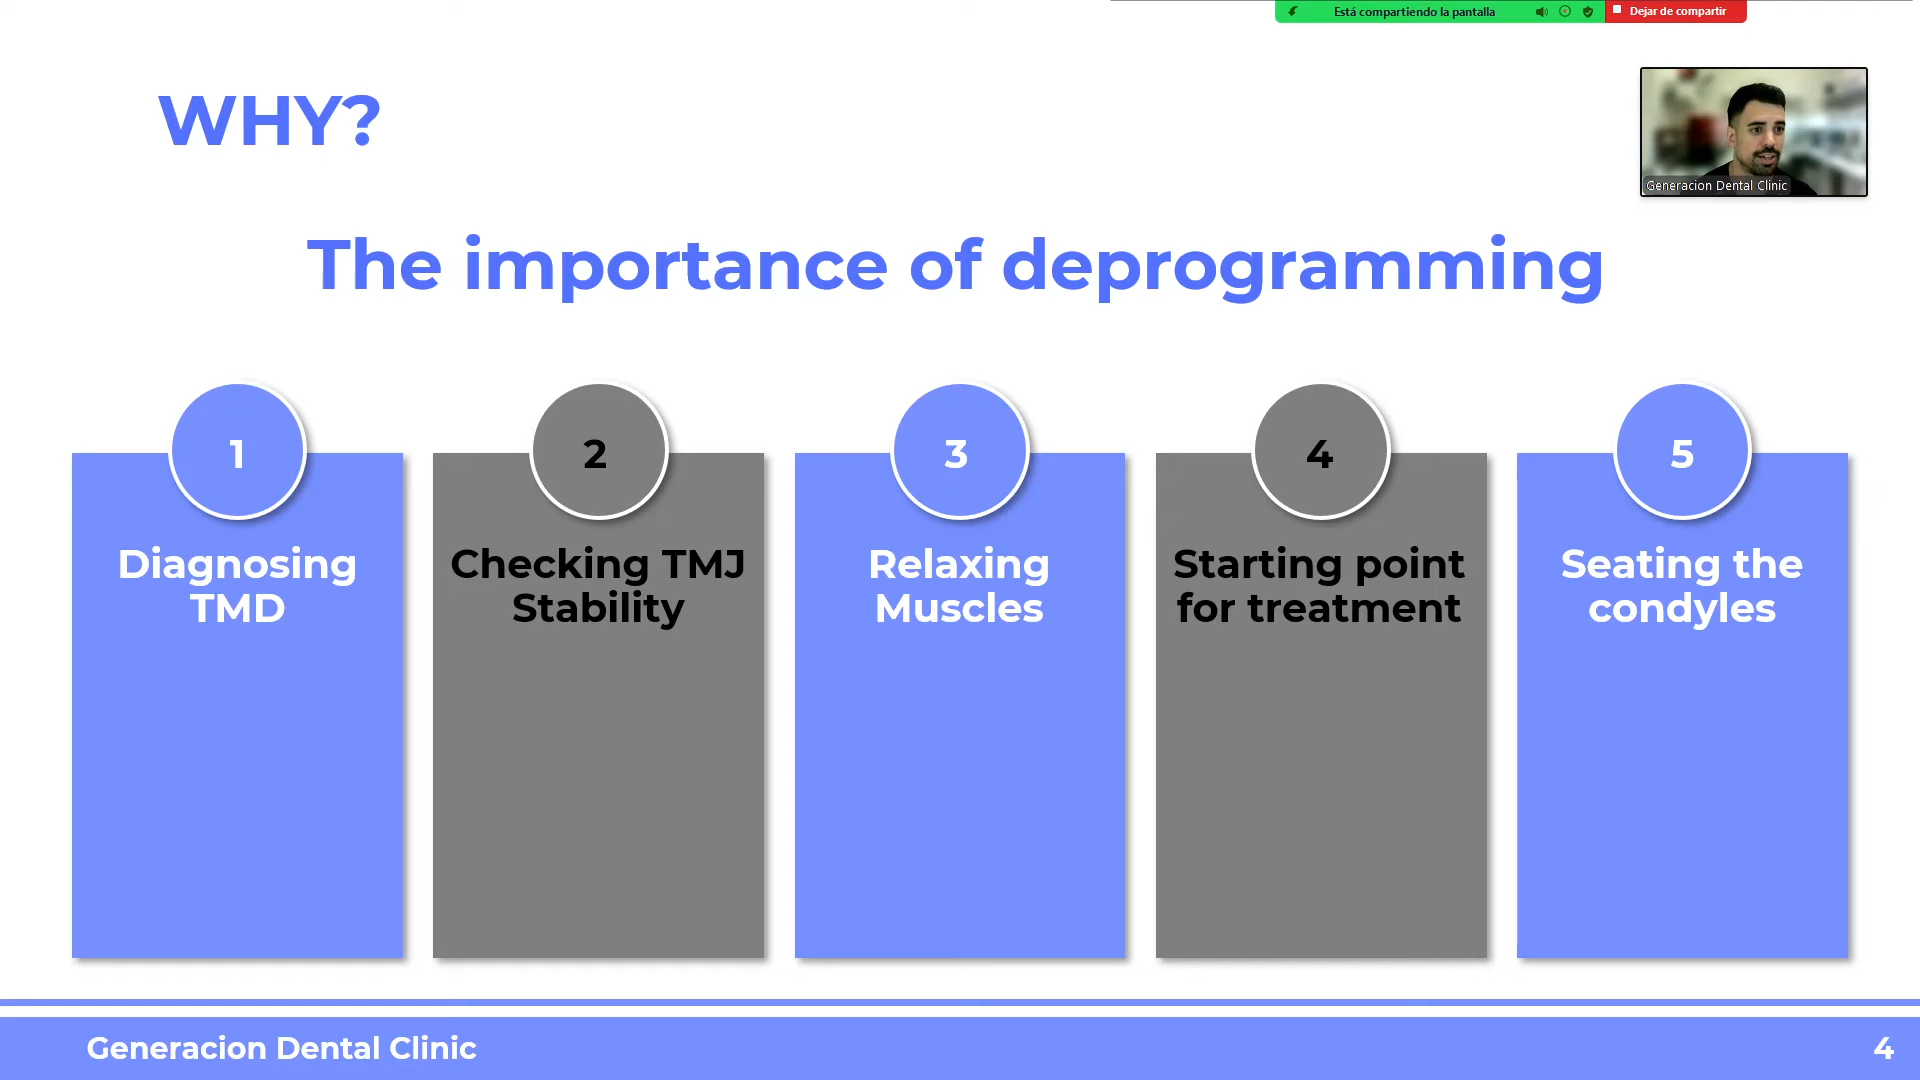 Está compartiendo la pantalla
Dejar de compartir
WHY?
Generacion Dental Clinic
The importance of deprogramming
1
2
3
4
5
Diagnosing
TMD
Checking TMJ
Stability
Relaxing
Muscles
Starting point
for treatment
Seating the
condyles
Generacion Dental Clinic
4